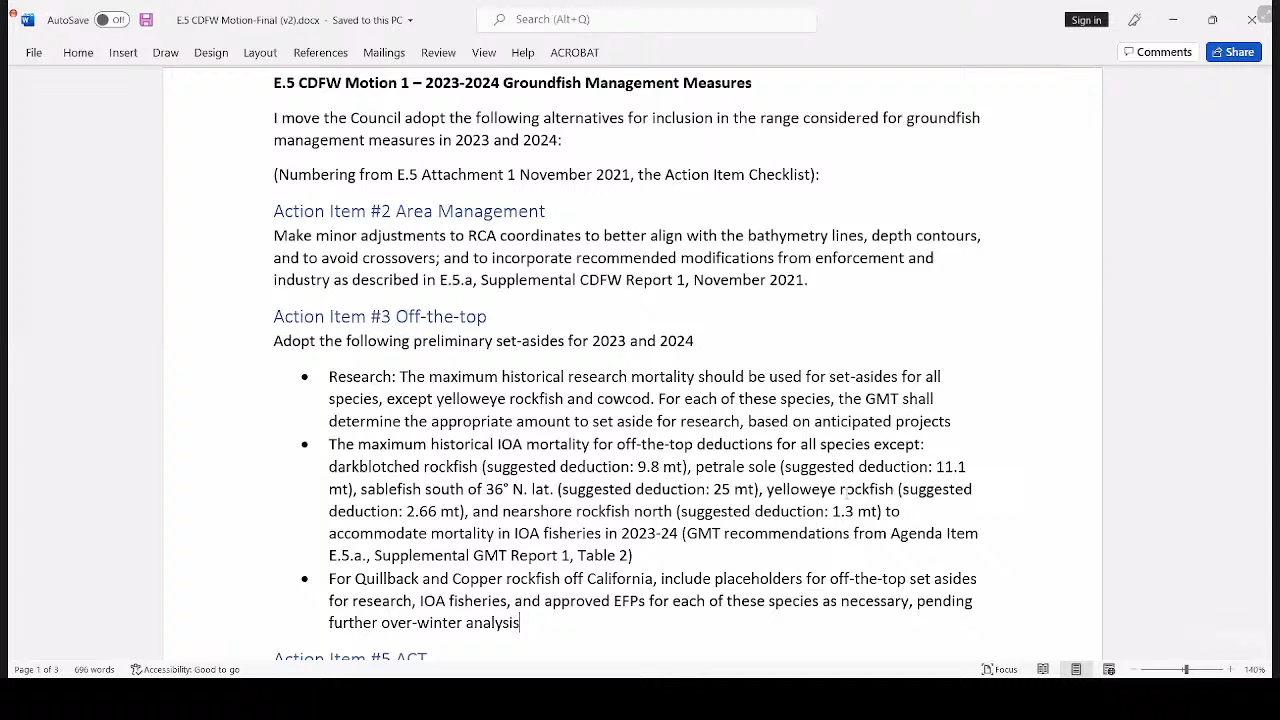 AutoSave Off E.5 CDFW Motion-Final (v2).docx • Saved to this PC Search (Alt+Q) Sign in
File Home Insert Draw Design Layout References Mailings Review View Help ACROBAT Comments Share
E.5 CDFW Motion 1 – 2023-2024 Groundfish Management Measures
I move the Council adopt the following alternatives for inclusion in the range considered for groundfish
management measures in 2023 and 2024:
(Numbering from E.5 Attachment 1 November 2021, the Action Item Checklist):
Action Item #2 Area Management
Make minor adjustments to RCA coordinates to better align with the bathymetry lines, depth contours,
and to avoid crossovers; and to incorporate recommended modifications from enforcement and
industry as described in E.5.a, Supplemental CDFW Report 1, November 2021.
Action Item #3 Off-the-top
Adopt the following preliminary set-asides for 2023 and 2024
• Research: The maximum historical research mortality should be used for set-asides for all
species, except yelloweye rockfish and cowcod. For each of these species, the GMT shall
determine the appropriate amount to set aside for research, based on anticipated projects
• The maximum historical IOA mortality for off-the-top deductions for all species except:
darkblotched rockfish (suggested deduction: 9.8 mt), petrale sole (suggested deduction: 11.1
mt), sablefish south of 36° N. lat. (suggested deduction: 25 mt), yelloweye rockfish (suggested
deduction: 2.66 mt), and nearshore rockfish north (suggested deduction: 1.3 mt) to
accommodate mortality in IOA fisheries in 2023-24 (GMT recommendations from Agenda Item
E.5.a., Supplemental GMT Report 1, Table 2)
• For Quillback and Copper rockfish off California, include placeholders for off-the-top set asides
for research, IOA fisheries, and approved EFPs for each of these species as necessary, pending
further over-winter analysis
Action Item #5 ACT
Page 1 of 3 696 words Accessibility: Good to go Focus 140%